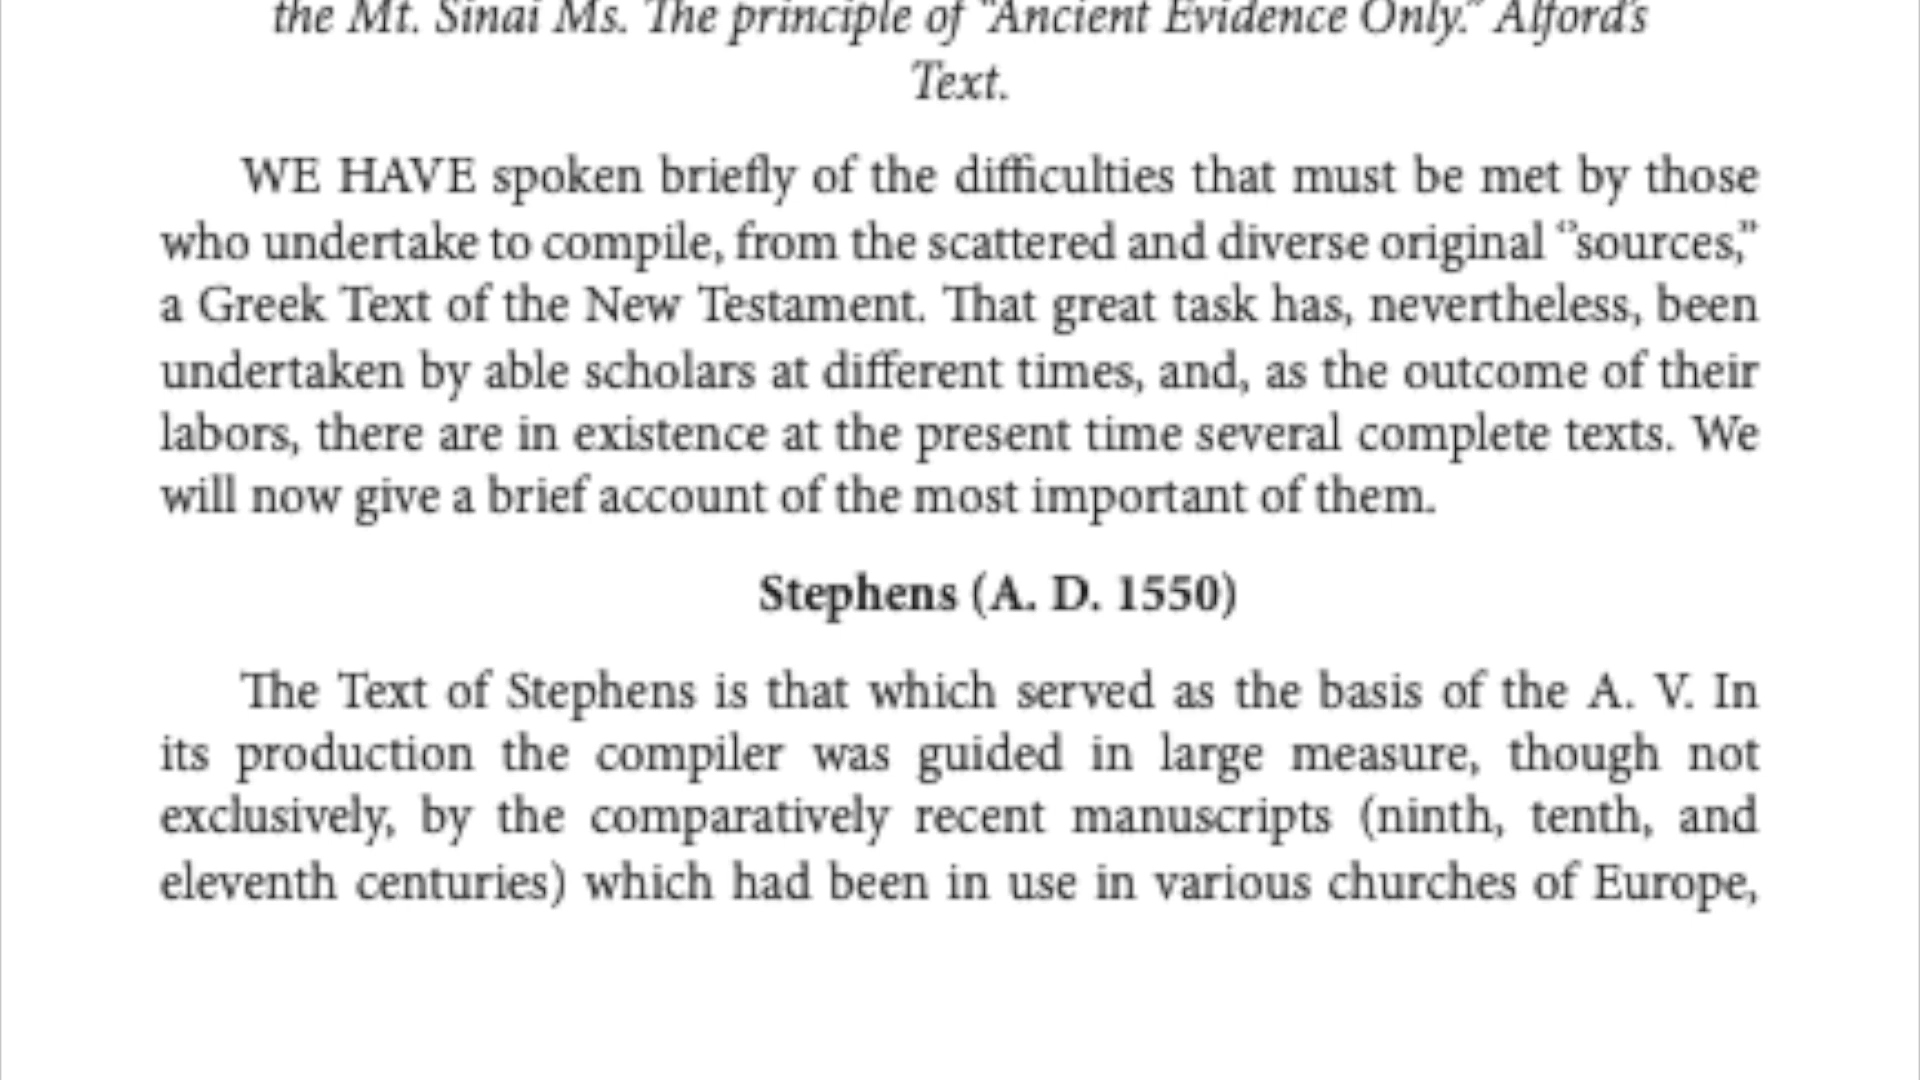 the Mt. Sinai Ms. The principle of “Ancient Evidence Only.” Alford’s
Text.
WE HAVE spoken briefly of the difficulties that must be met by those
who undertake to compile, from the scattered and diverse original “sources,”
a Greek Text of the New Testament. That great task has, nevertheless, been
undertaken by able scholars at different times, and, as the outcome of their
labors, there are in existence at the present time several complete texts. We
will now give a brief account of the most important of them.
Stephens (A. D. 1550)
The Text of Stephens is that which served as the basis of the A. V. In
its production the compiler was guided in large measure, though not
exclusively, by the comparatively recent manuscripts (ninth, tenth, and
eleventh centuries) which had been in use in various churches of Europe,